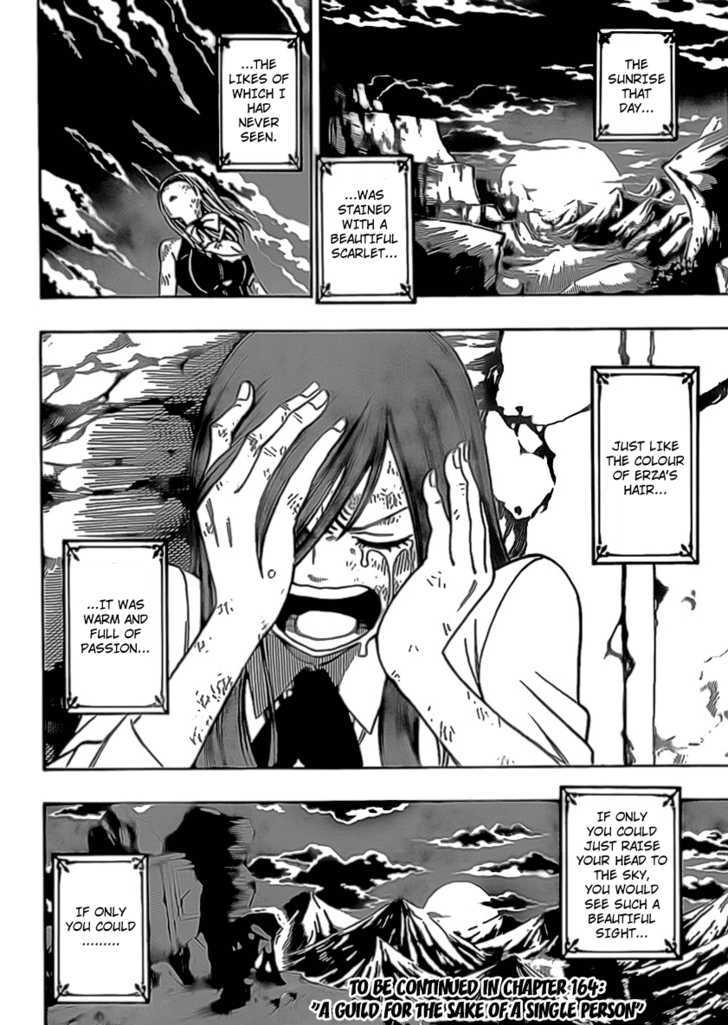 THE
SUNRISE
THAT
DAY...
...WAS
STAINED
WITH A
BEAUTIFUL
SCARLET...
...THE
LIKES OF
WHICH I
HAD
NEVER
SEEN.
JUST LIKE
THE COLOUR
OF ERZA'S
HAIR...
...IT WAS
WARM AND
FULL OF
PASSION...
IF ONLY
YOU COULD
JUST RAISE
YOUR HEAD
TO THE
SKY,
YOU WOULD
SEE SUCH A
BEAUTIFUL
SIGHT...
IF ONLY
YOU COULD
.........
TO BE CONTINUED IN CHAPTER 164:
"A GUILD FOR THE SAKE OF A SINGLE PERSON"